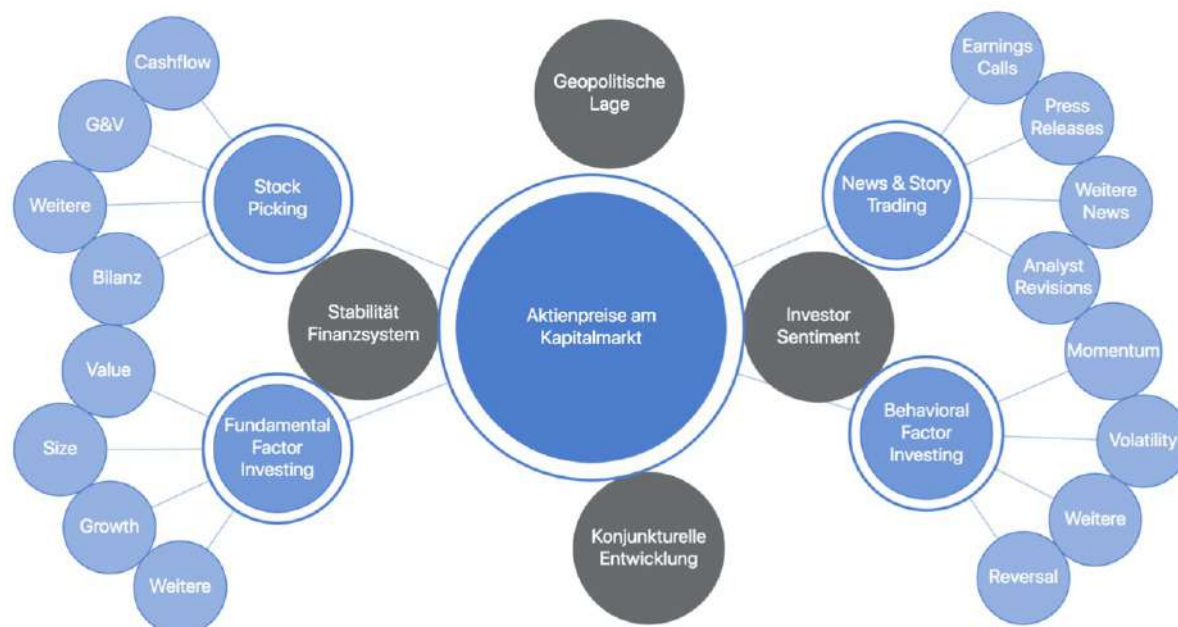 Cashflow
G&V
Weitere
Bilanz
Stock
Picking
Value
Size
Growth
Weitere
Fundamental
Factor
Investing
Stabilität
Finanzsystem
Geopolitische
Lage
Aktienpreise am
Kapitalmarkt
Konjunkturelle
Entwicklung
Investor
Sentiment
News & Story
Trading
Earnings
Calls
Press
Releases
Weitere
News
Analyst
Revisions
Behavioral
Factor
Investing
Momentum
Volatility
Weitere
Reversal